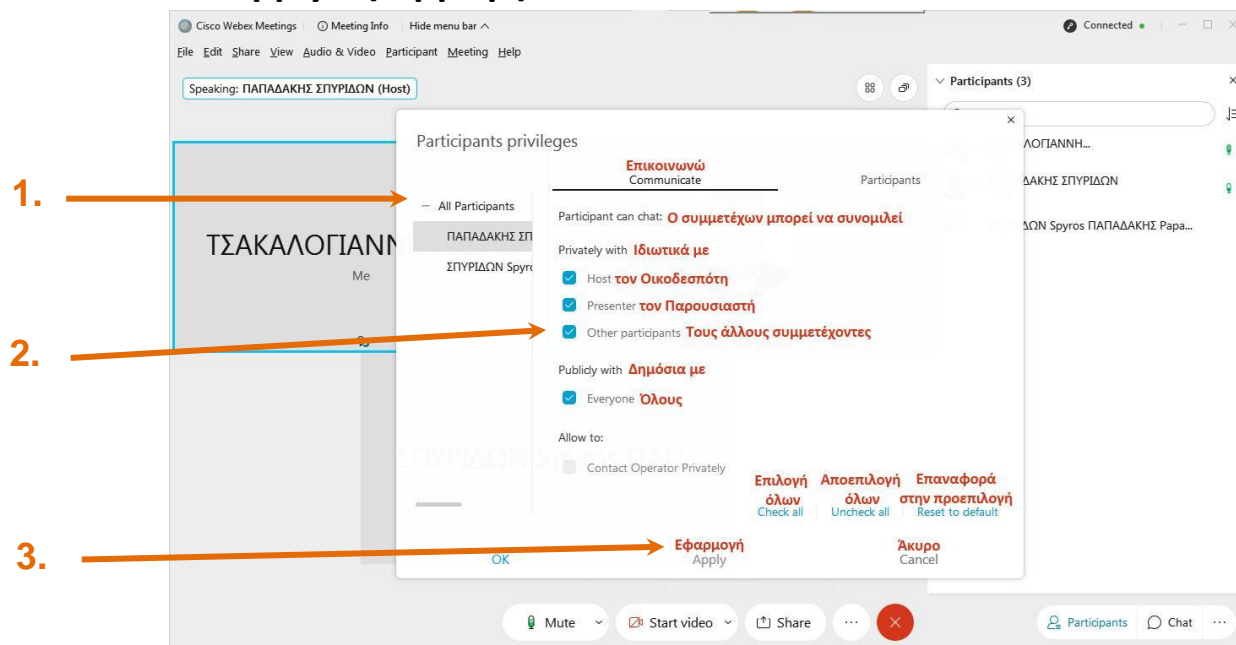 Cisco Webex Meetings Meeting Info Hide menu bar Connected
File Edit Share View Audio & Video Participant Meeting Help
Speaking: ΠΑΠΑΔΑΚΗΣ ΣΠΥΡΙΔΩΝ (Host)
Participants (3)
Participants privileges
Επικοινωνώ
Communicate Participants
1.
All Participants
ΠΑΠΑΔΑΚΗΣ ΣΠ
ΣΠΥΡΙΔΩΝ Spyro
Participant can chat: Ο συμμετέχων μπορεί να συνομιλεί
Privately with Ιδιωτικά με
Host τον Οικοδεσπότη
Presenter τον Παρουσιαστή
Other participants Τους άλλους συμμετέχοντες
2.
Publicly with Δημόσια με
Everyone Όλους
Allow to:
Contact Operator Privately
Επιλογή όλων
Check all
Αποεπιλογή όλων
Uncheck all
Επαναφορά στην προεπιλογή
Reset to default
3.
OK
Εφαρμογή
Apply
Άκυρο
Cancel
ΤΣΑΚΑΛΟΓΙΑΝΝ
Me
ΣΠΥΡΙΔΩΝ Spyros ΠΑΠ
ΛΟΓΙΑΝΝΗ...
ΔΑΚΗΣ ΣΠΥΡΙΔΩΝ
ΔΩΝ Spyros ΠΑΠΑΔΑΚΗΣ Papa...
Mute Start video Share
Participants Chat